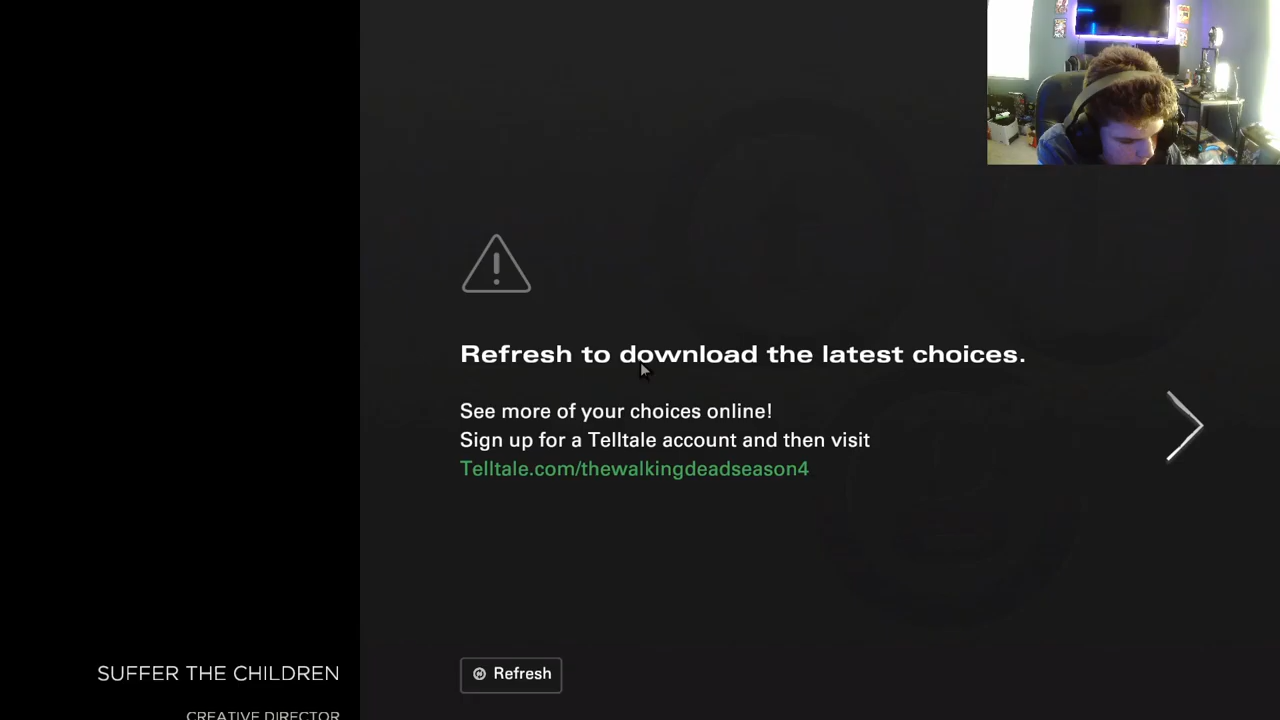 Refresh to download the latest choices.
See more of your choices online!
Sign up for a Telltale account and then visit
Telltale.com/thewalkingdeadseason4
Refresh
SUFFER THE CHILDREN
CREATIVE DIRECTOR